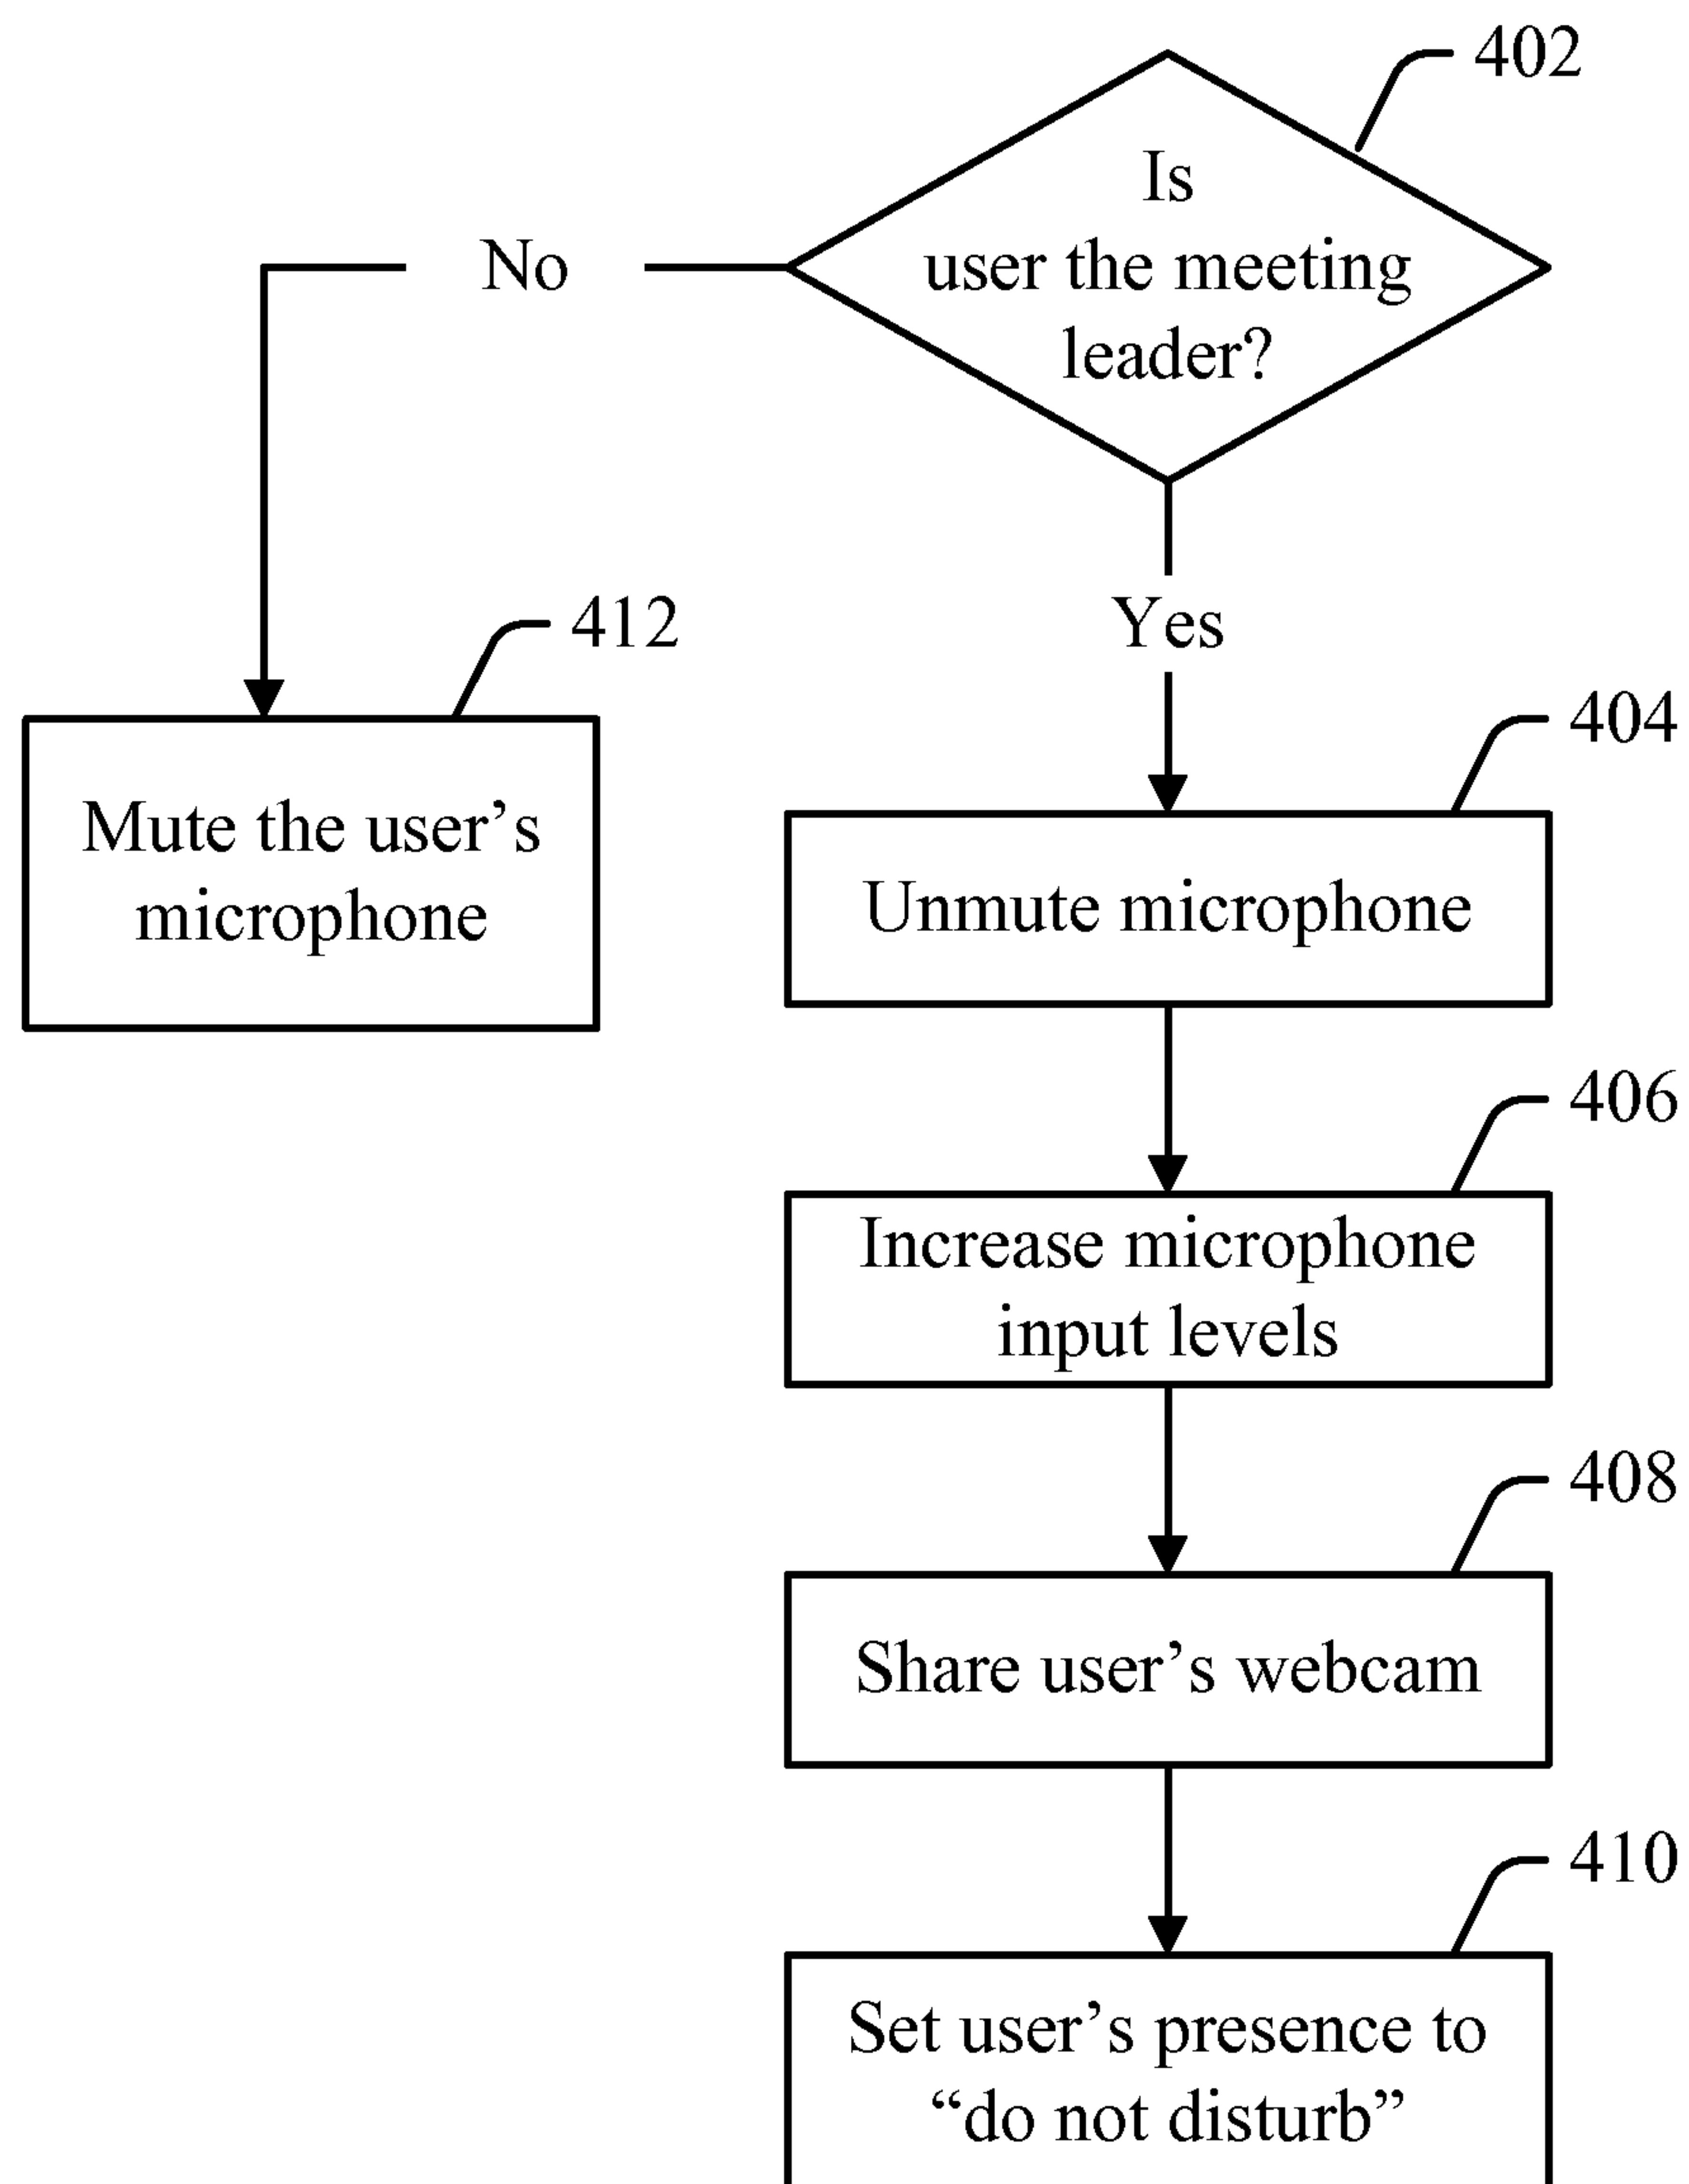 402
Is
user the meeting
leader?
No
Yes
412
Mute the user’s
microphone
404
Unmute microphone
406
Increase microphone
input levels
408
Share user’s webcam
410
Set user’s presence to
“do not disturb”